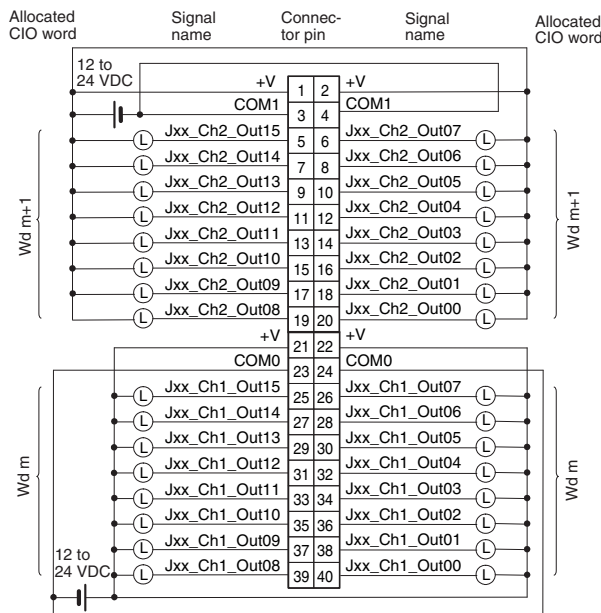 Allocated CIO word Signal name Connec-tor pin Signal name Allocated CIO word
12 to 24 VDC
+V 1 2 +V
COM1 3 4 COM1
L Jxx_Ch2_Out15 5 6 Jxx_Ch2_Out07 L
L Jxx_Ch2_Out14 7 8 Jxx_Ch2_Out06 L
L Jxx_Ch2_Out13 9 10 Jxx_Ch2_Out05 L
L Jxx_Ch2_Out12 11 12 Jxx_Ch2_Out04 L
L Jxx_Ch2_Out11 13 14 Jxx_Ch2_Out03 L
L Jxx_Ch2_Out10 15 16 Jxx_Ch2_Out02 L
L Jxx_Ch2_Out09 17 18 Jxx_Ch2_Out01 L
L Jxx_Ch2_Out08 19 20 Jxx_Ch2_Out00 L
Wd m+1
Wd m+1
+V 21 22 +V
COM0 23 24 COM0
L Jxx_Ch1_Out15 25 26 Jxx_Ch1_Out07 L
L Jxx_Ch1_Out14 27 28 Jxx_Ch1_Out06 L
L Jxx_Ch1_Out13 29 30 Jxx_Ch1_Out05 L
L Jxx_Ch1_Out12 31 32 Jxx_Ch1_Out04 L
L Jxx_Ch1_Out11 33 34 Jxx_Ch1_Out03 L
L Jxx_Ch1_Out10 35 36 Jxx_Ch1_Out02 L
L Jxx_Ch1_Out09 37 38 Jxx_Ch1_Out01 L
L Jxx_Ch1_Out08 39 40 Jxx_Ch1_Out00 L
Wd m
Wd m
12 to 24 VDC